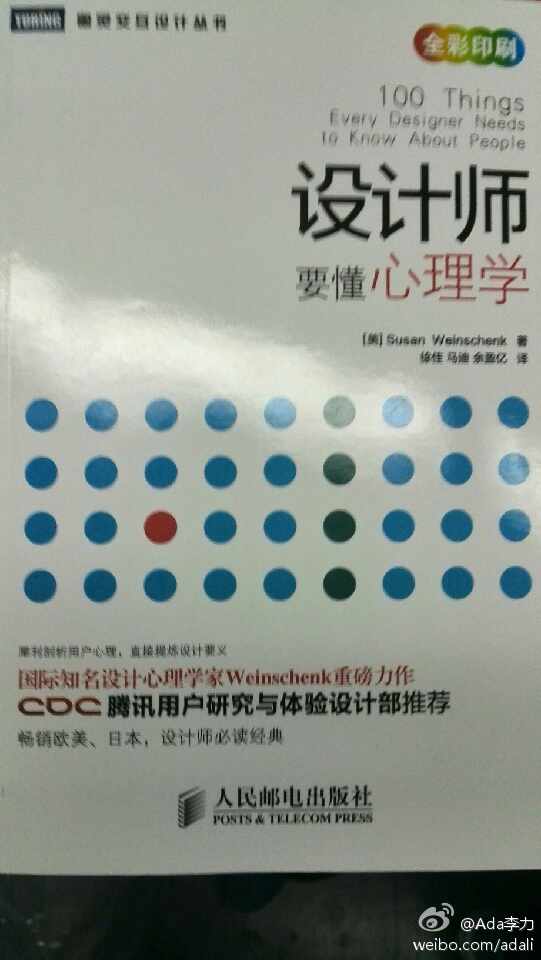 TURING
图灵交互设计丛书
全彩印刷
100 Things
Every Designer Needs
to Know About People
设计师
要懂心理学
[美] Susan Weinschenk 著
徐佳 马迪 余盈亿 译
犀利剖析用户心理，直接提炼设计要义
国际知名设计心理学家Weinschenk重磅力作
CDC 腾讯用户研究与体验设计部推荐
畅销欧美、日本，设计师必读经典
人民邮电出版社
POSTS & TELECOM PRESS
@Ada李力
weibo.com/adali